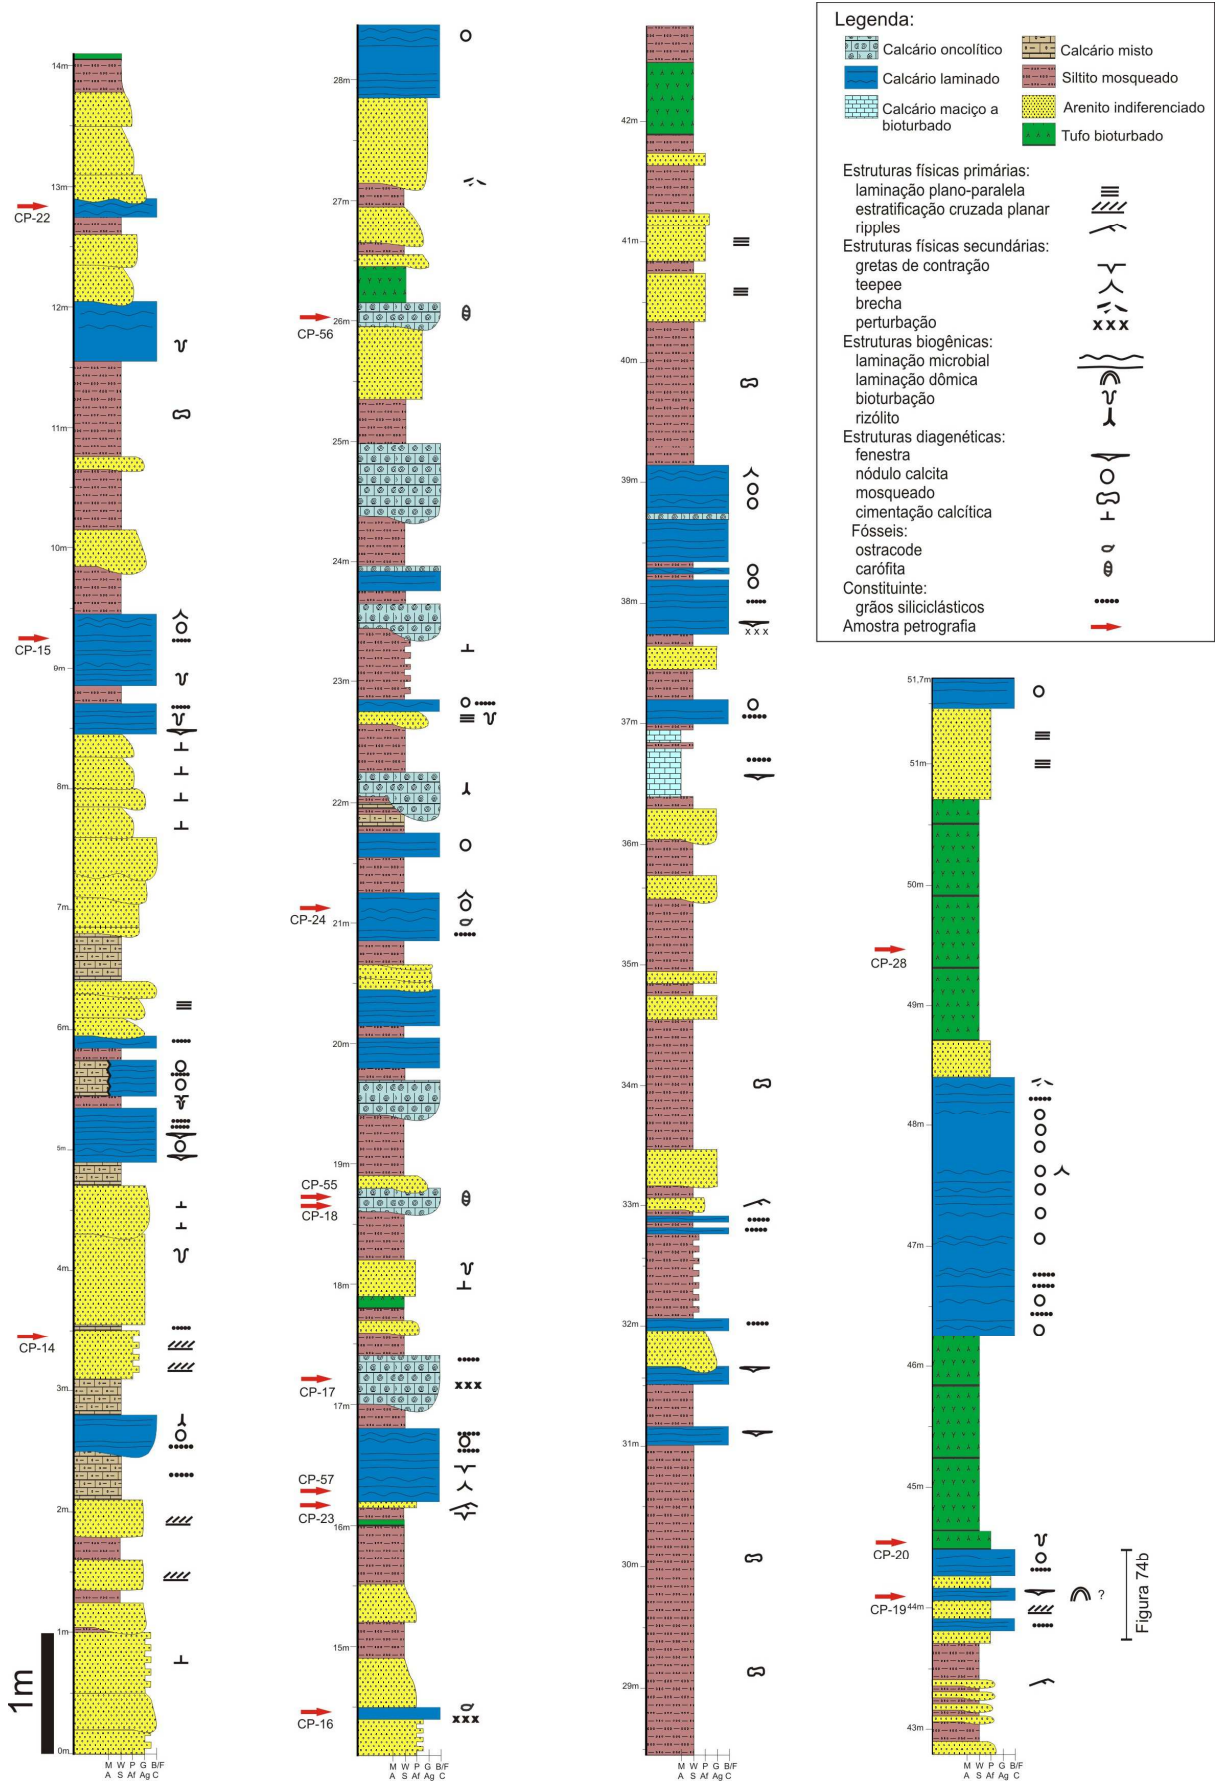 14m
13m
CP-22
12m
11m
10m
CP-15
9m
8m
7m
6m
5m
4m
CP-14
3m
2m
1m
0m
1m
M W P G B/F
A S Af Ag C
28m
27m
26m
CP-56
25m
24m
23m
22m
CP-24
21m
20m
19m
CP-55
CP-18
18m
CP-17
17m
CP-57
CP-23
16m
15m
CP-16
xxx
xxx
M W P G B/F
A S Af Ag C
42m
41m
40m
39m
38m
x x x
37m
36m
35m
34m
33m
32m
31m
30m
29m
M W P G B/F
A S Af Ag C
Legenda:
Calcário oncolítico
Calcário misto
Calcário laminado
Siltito mosqueado
Calcário maciço a
bioturbado
Arenito indiferenciado
Tufo bioturbado
Estruturas físicas primárias:
laminação plano-paralela
estratificação cruzada planar
ripples
Estruturas físicas secundárias:
gretas de contração
teepee
brecha
perturbação xxx
Estruturas biogênicas:
laminação microbial
laminação dômica
bioturbação
rizólito
Estruturas diagenéticas:
fenestra
nódulo calcita
mosqueado
cimentação calcítica
Fósseis:
ostracode
carófita
Constituinte:
grãos siliciclásticos
Amostra petrografia
51,7m
51m
50m
CP-28
49m
48m
47m
46m
45m
CP-20
CP-19
44m
?
Figura 74b
43m
M W P G B/F
A S Af Ag C